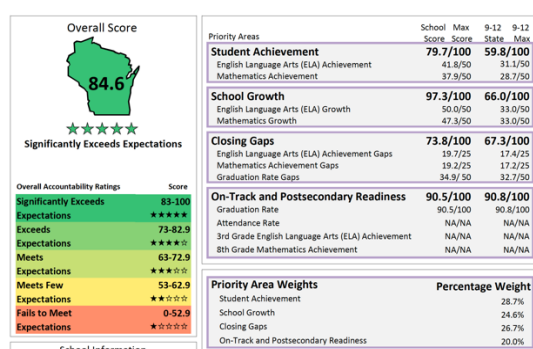 Overall Score
84.6
★★★★★
Significantly Exceeds Expectations
Overall Accountability Ratings Score
Significantly Exceeds 83-100
Expectations ★★★★★
Exceeds 73-82.9
Expectations ★★★★☆
Meets 63-72.9
Expectations ★★★☆☆
Meets Few 53-62.9
Expectations ★★☆☆☆
Fails to Meet 0-52.9
Expectations ★☆☆☆☆
School Information
School Max 9-12 9-12
Priority Areas Score Score State Max
Student Achievement 79.7/100 59.8/100
English Language Arts (ELA) Achievement 41.8/50 31.1/50
Mathematics Achievement 37.9/50 28.7/50
School Growth 97.3/100 66.0/100
English Language Arts (ELA) Growth 50.0/50 33.0/50
Mathematics Growth 47.3/50 33.0/50
Closing Gaps 73.8/100 67.3/100
English Language Arts (ELA) Achievement Gaps 19.7/25 17.4/25
Mathematics Achievement Gaps 19.2/25 17.2/25
Graduation Rate Gaps 34.9/ 50 32.7/50
On-Track and Postsecondary Readiness 90.5/100 90.8/100
Graduation Rate 90.5/100 90.8/100
Attendance Rate NA/NA NA/NA
3rd Grade English Language Arts (ELA) Achievement NA/NA NA/NA
8th Grade Mathematics Achievement NA/NA NA/NA
Priority Area Weights Percentage Weight
Student Achievement 28.7%
School Growth 24.6%
Closing Gaps 26.7%
On-Track and Postsecondary Readiness 20.0%